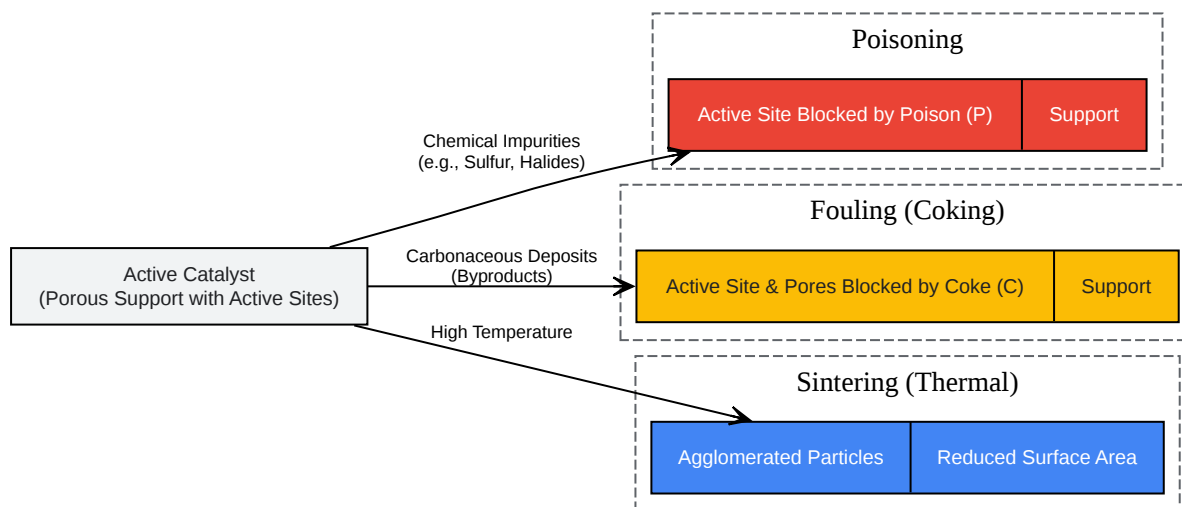 Poisoning
Active Site Blocked by Poison (P)
Support
Chemical Impurities
(e.g., Sulfur, Halides)
Fouling (Coking)
Active Catalyst
(Porous Support with Active Sites)
Carbonaceous Deposits
(Byproducts)
Active Site & Pores Blocked by Coke (C)
Support
High Temperature
Sintering (Thermal)
Agglomerated Particles
Reduced Surface Area